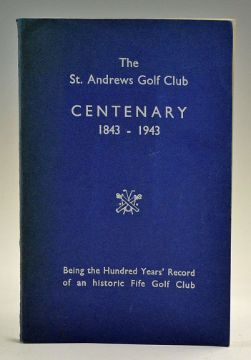 The
St. Andrews Golf Club
CENTENARY
1843 - 1943
Being the Hundred Years' Record
of an historic Fife Golf Club